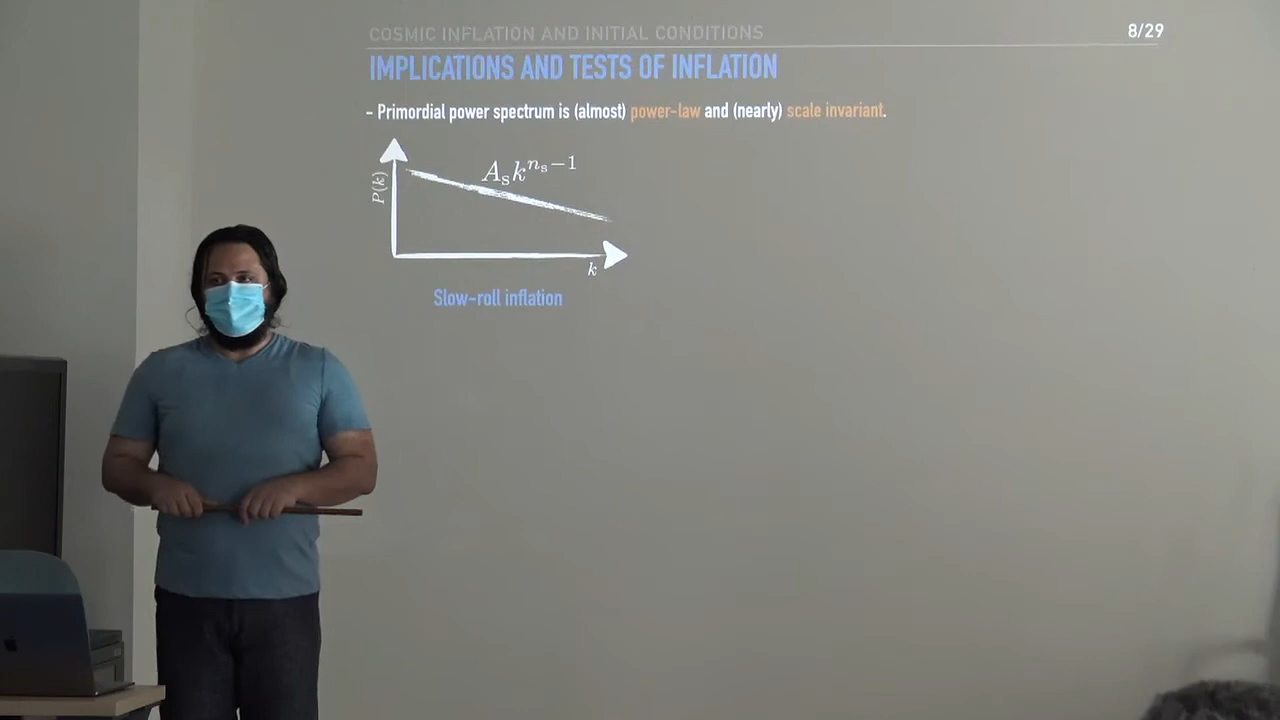 COSMIC INFLATION AND INITIAL CONDITIONS
8/29
IMPLICATIONS AND TESTS OF INFLATION
- Primordial power spectrum is (almost) power-law and (nearly) scale invariant.
P(k)
A_s k^{n_s-1}
k
Slow-roll inflation